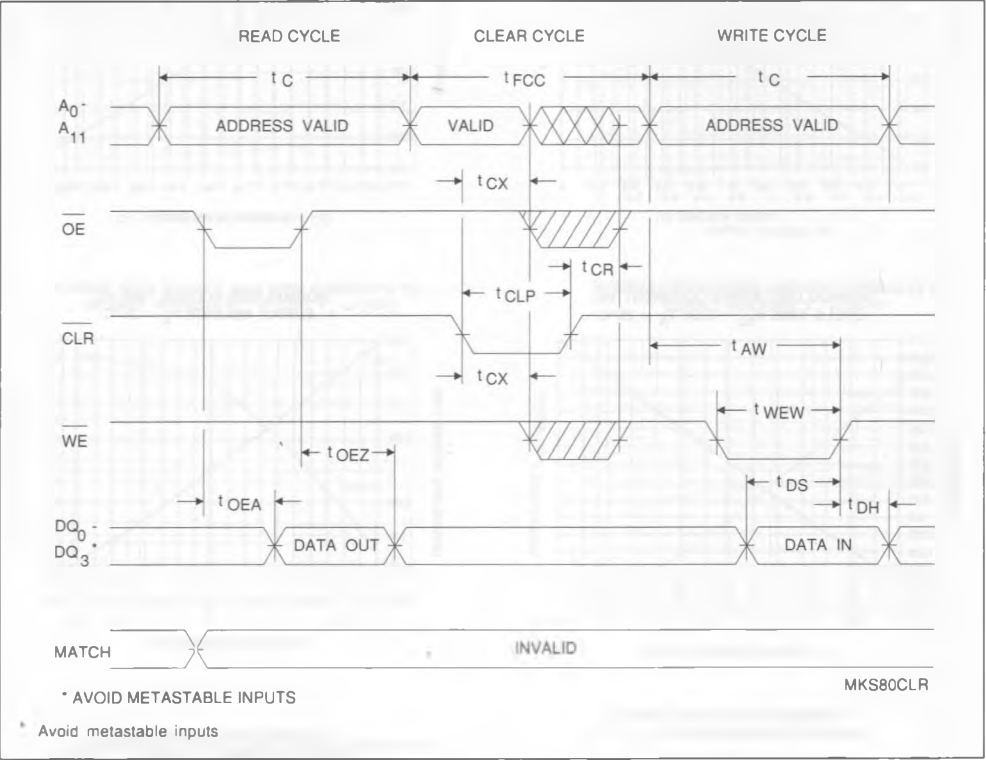 READ CYCLE CLEAR CYCLE WRITE CYCLE
t C t FCC t C
A0 -
A11
ADDRESS VALID VALID ADDRESS VALID
t CX
OE
t CR
t CLP
CLR
t AW
t CX
t WEW
WE
t OEZ
t DS
t OEA
t DH
DQ0 -
DQ3 *
DATA OUT DATA IN
MATCH INVALID
MKS80CLR
* AVOID METASTABLE INPUTS
* Avoid metastable inputs